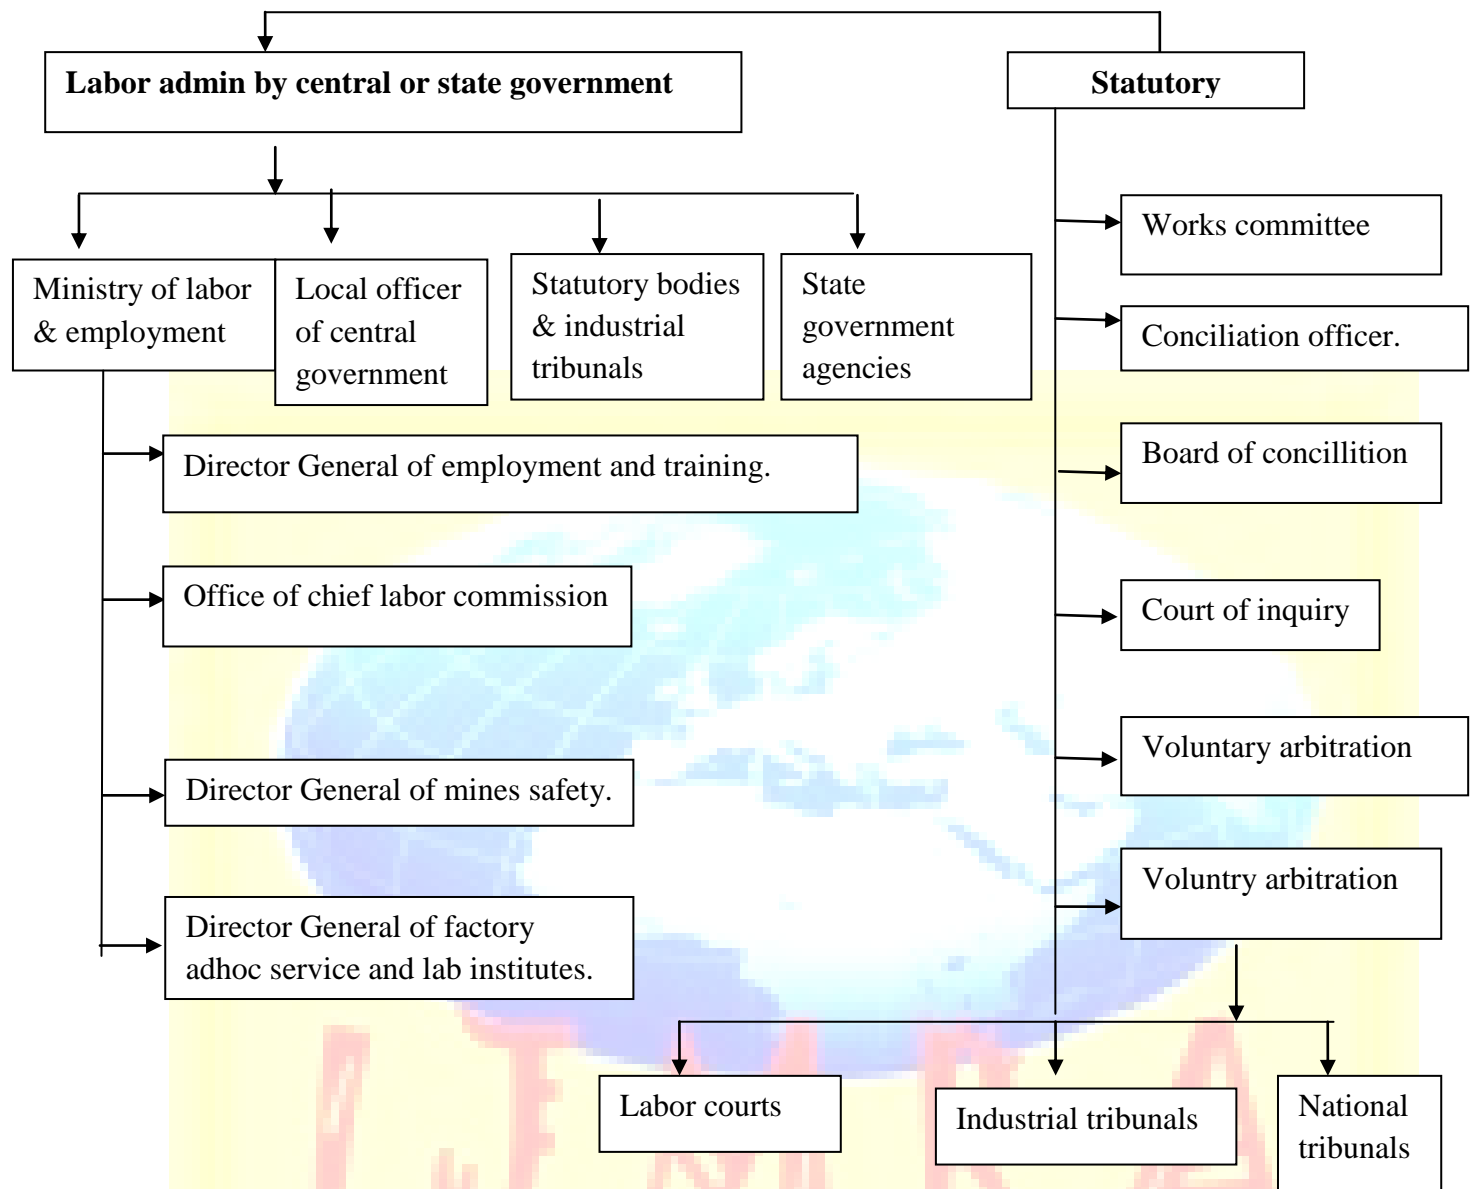 Labor admin by central or state government
Statutory
Works committee
Ministry of labor
& employment
Local officer
of central
government
Statutory bodies
& industrial
tribunals
State
government
agencies
Conciliation officer.
Director General of employment and training.
Board of concillition
Office of chief labor commission
Court of inquiry
Director General of mines safety.
Voluntary arbitration
Voluntry arbitration
Director General of factory
adhoc service and lab institutes.
Labor courts
Industrial tribunals
National
tribunals